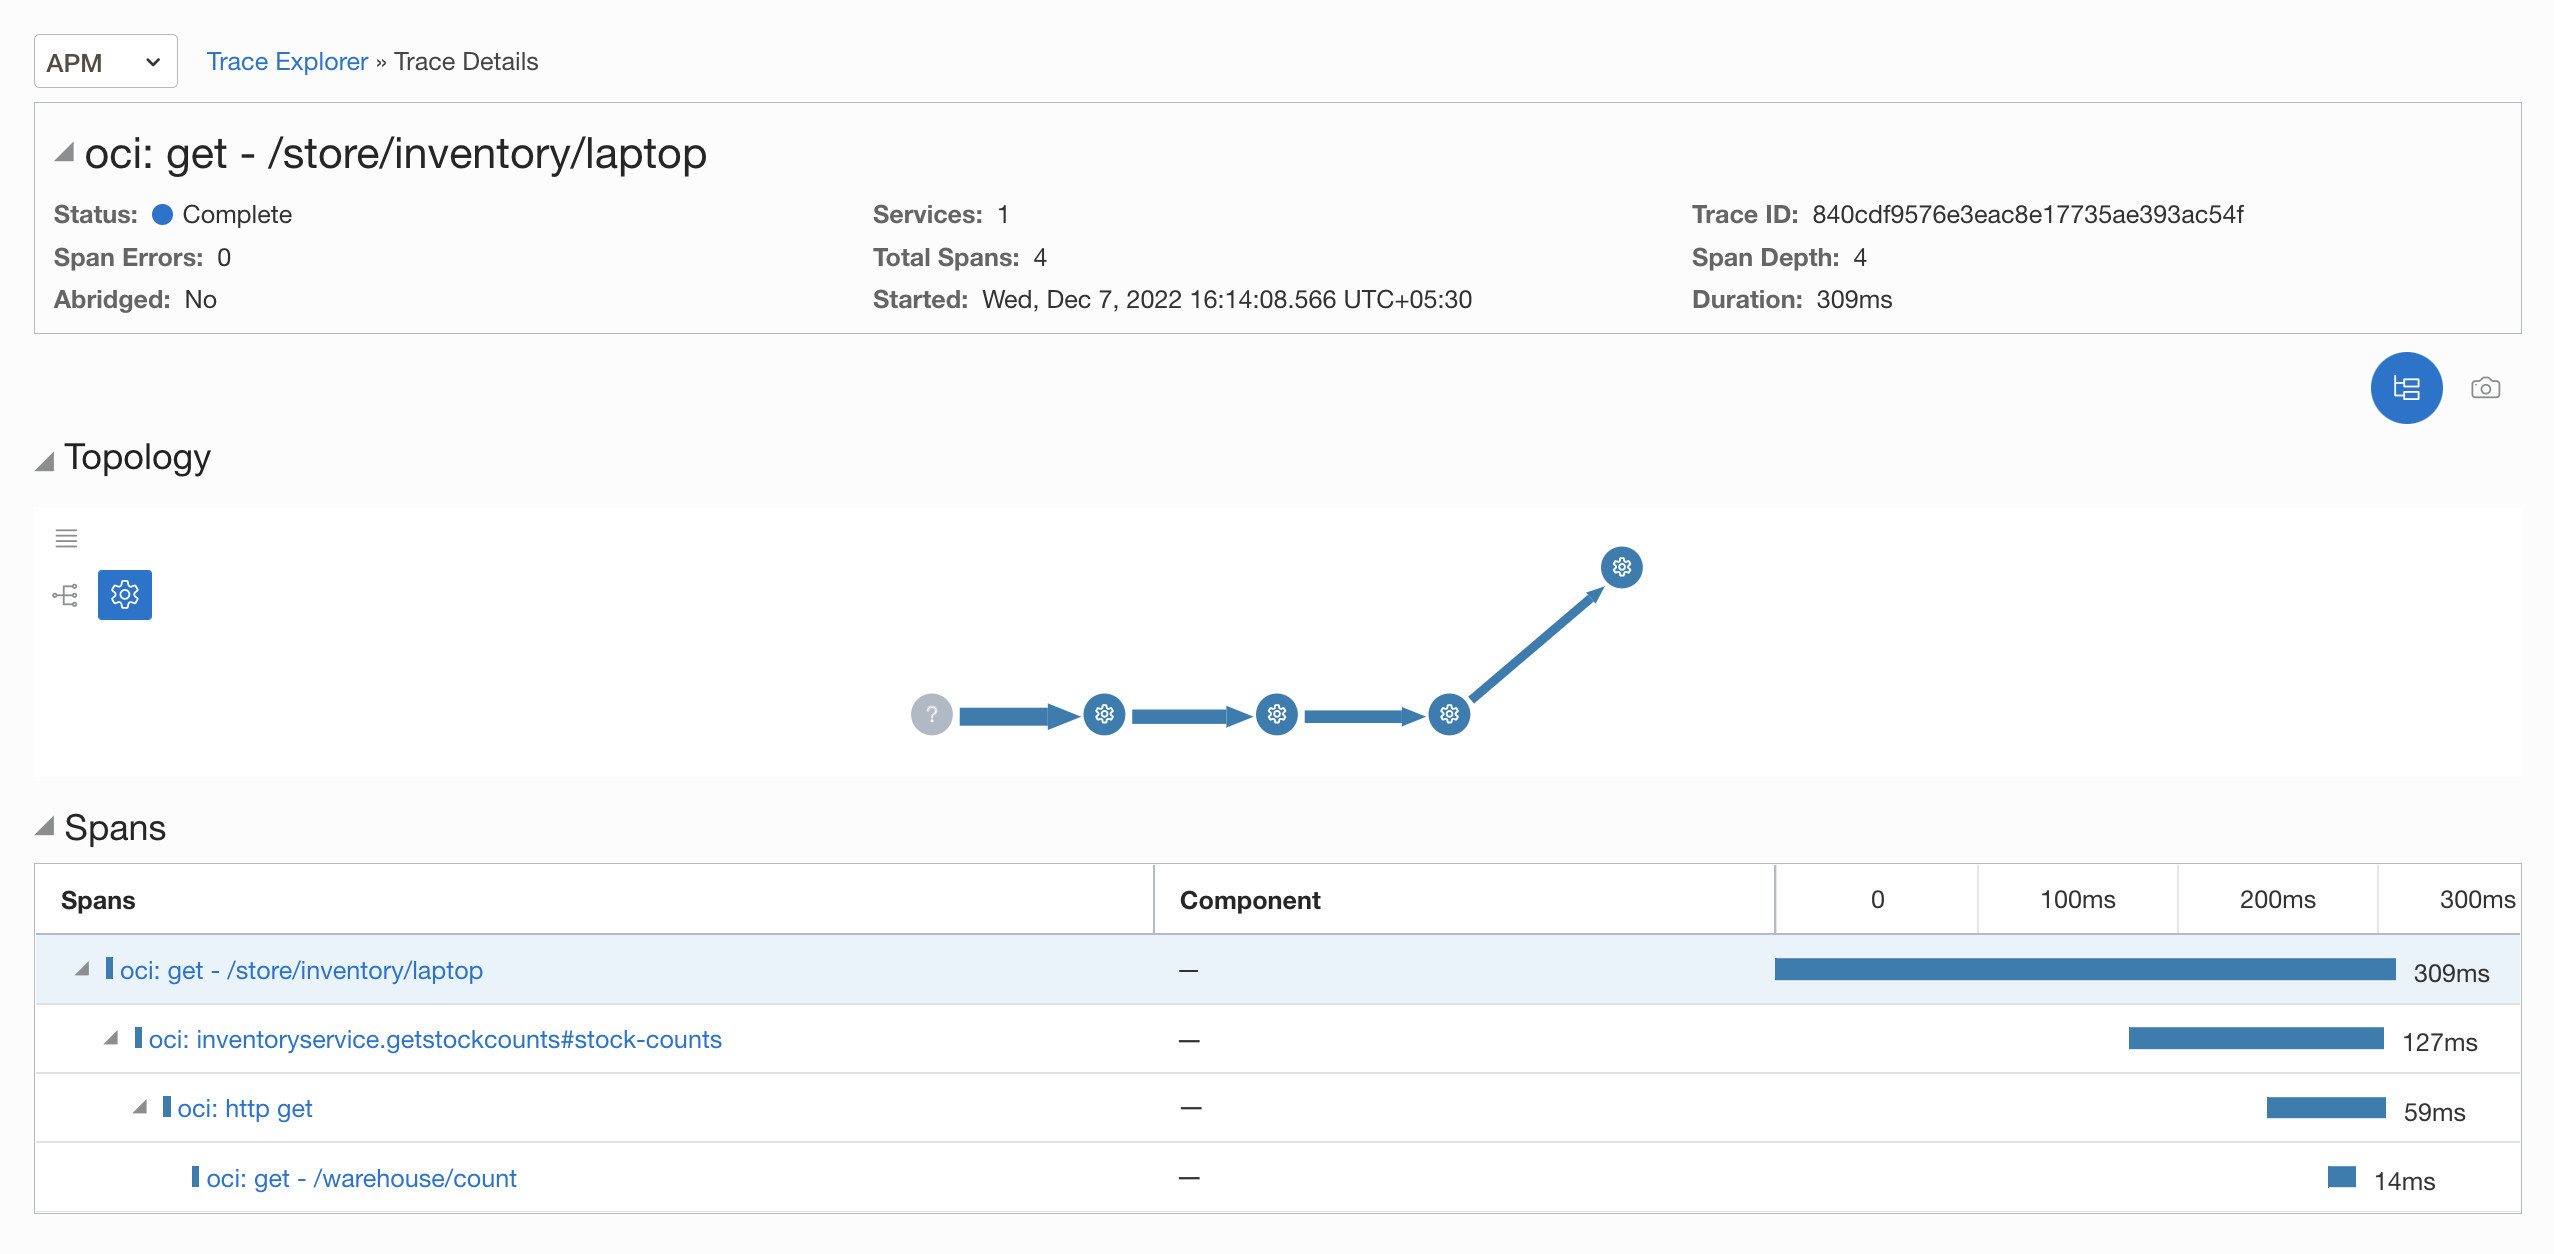 APM
Trace Explorer » Trace Details
oci: get - /store/inventory/laptop
Status: Complete Services: 1 Trace ID: 840cdf9576e3eac8e17735ae393ac54f
Span Errors: 0 Total Spans: 4 Span Depth: 4
Abridged: No Started: Wed, Dec 7, 2022 16:14:08.566 UTC+05:30 Duration: 309ms
Topology
?
Spans
Spans Component 0 100ms 200ms 300ms
oci: get - /store/inventory/laptop — 309ms
oci: inventoryservice.getstockcounts#stock-counts — 127ms
oci: http get — 59ms
oci: get - /warehouse/count — 14ms